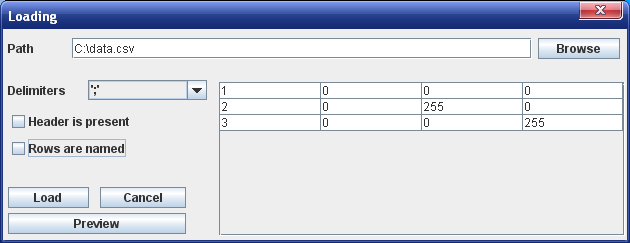 Loading
Path C:\data.csv Browse
Delimiters ";"
1 0 0 0
2 0 255 0
3 0 0 255
Header is present
Rows are named
Load Cancel
Preview